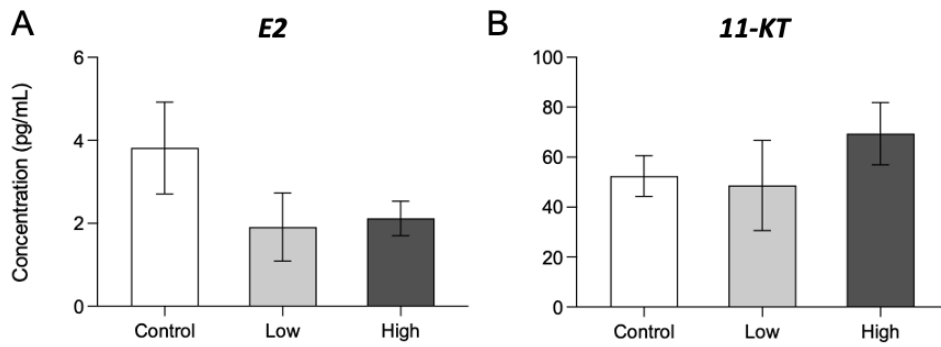 A
E2
Concentration (pg/mL)
6
4
2
0
Control
Low
High
B
11-KT
100
80
60
40
20
0
Control
Low
High